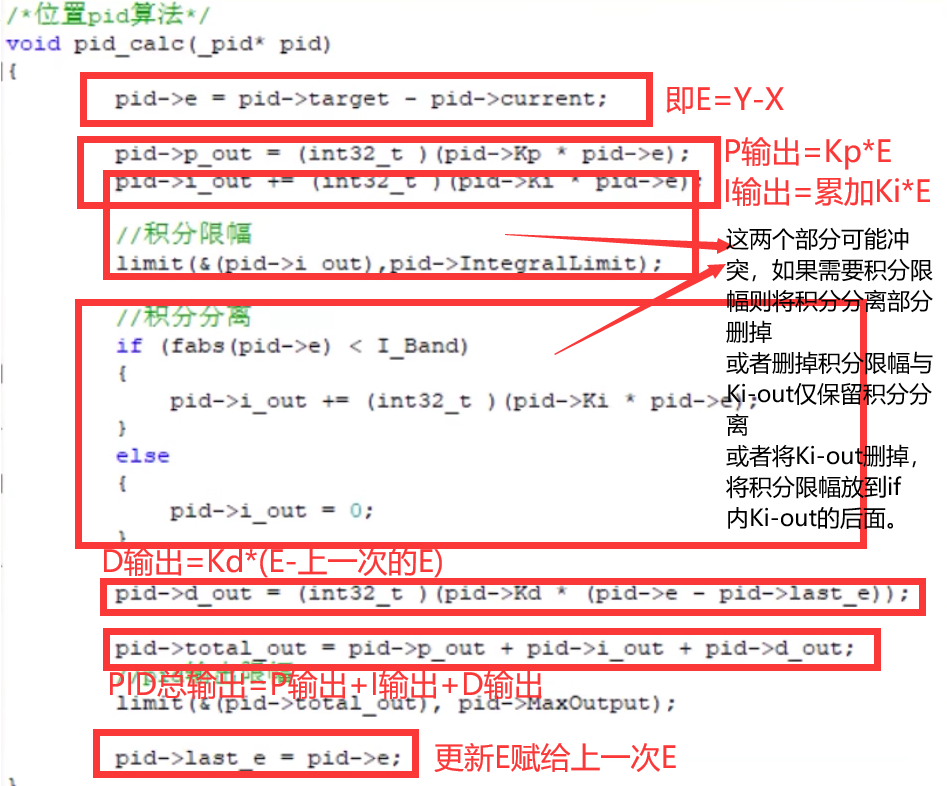 /*位置pid算法*/
void pid_calc(_pid* pid)
{
pid->e = pid->target - pid->current;
即E=Y-X
pid->p_out = (int32_t )(pid->Kp * pid->e);
P输出=Kp*E
pid->i_out += (int32_t )(pid->Ki * pid->e);
I输出=累加Ki*E
//积分限幅
limit(&(pid->i_out),pid->IntegralLimit);
这两个部分可能冲
突，如果需要积分限
幅则将积分分离部分
删掉
或者删掉积分限幅与
Ki-out仅保留积分分
离
或者将Ki-out删掉，
将积分限幅放到if
内Ki-out的后面。
//积分分离
if (fabs(pid->e) < I_Band)
{
pid->i_out += (int32_t )(pid->Ki * pid->e);
}
else
{
pid->i_out = 0;
}
D输出=Kd*(E-上一次的E)
pid->d_out = (int32_t )(pid->Kd * (pid->e - pid->last_e));
pid->total_out = pid->p_out + pid->i_out + pid->d_out;
//pid输出限幅
PID总输出=P输出+I输出+D输出
limit(&(pid->total_out), pid->MaxOutput);
pid->last_e = pid->e;
更新E赋给上一次E
}